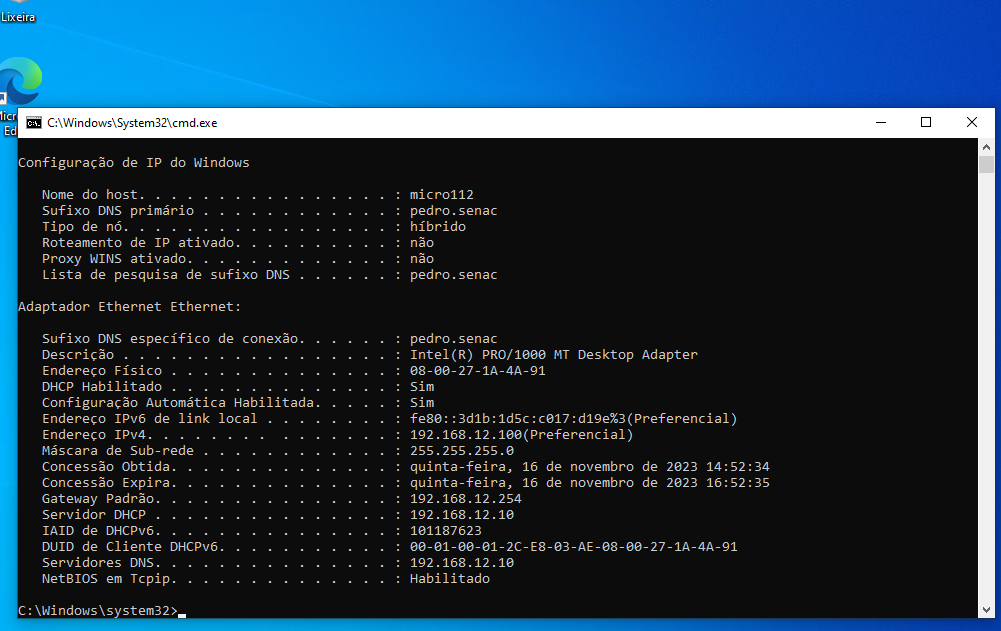 Lixeira
Ed
C:\Windows\System32\cmd.exe
Configuração de IP do Windows
Nome do host. . . . . . . . . . . . . . . . : micro112
Sufixo DNS primário . . . . . . . . . . . . : pedro.senac
Tipo de nó. . . . . . . . . . . . . . . . . : híbrido
Roteamento de IP ativado. . . . . . . . . . : não
Proxy WINS ativado. . . . . . . . . . . . . : não
Lista de pesquisa de sufixo DNS . . . . . . : pedro.senac
Adaptador Ethernet Ethernet:
Sufixo DNS específico de conexão. . . . . . : pedro.senac
Descrição . . . . . . . . . . . . . . . . . : Intel(R) PRO/1000 MT Desktop Adapter
Endereço Físico . . . . . . . . . . . . . . : 08-00-27-1A-4A-91
DHCP Habilitado . . . . . . . . . . . . . . : Sim
Configuração Automática Habilitada. . . . . : Sim
Endereço IPv6 de link local . . . . . . . . : fe80::3d1b:1d5c:c017:d19e%3(Preferencial)
Endereço IPv4. . . . . . . . . . . . . . . : 192.168.12.100(Preferencial)
Máscara de Sub-rede . . . . . . . . . . . . : 255.255.255.0
Concessão Obtida. . . . . . . . . . . . . . : quinta-feira, 16 de novembro de 2023 14:52:34
Concessão Expira. . . . . . . . . . . . . . : quinta-feira, 16 de novembro de 2023 16:52:35
Gateway Padrão. . . . . . . . . . . . . . . : 192.168.12.254
Servidor DHCP . . . . . . . . . . . . . . . : 192.168.12.10
IAID de DHCPv6. . . . . . . . . . . . . . . : 101187623
DUID de Cliente DHCPv6. . . . . . . . . . . : 00-01-00-01-2C-E8-03-AE-08-00-27-1A-4A-91
Servidores DNS. . . . . . . . . . . . . . . : 192.168.12.10
NetBIOS em Tcpip. . . . . . . . . . . . . . : Habilitado
C:\Windows\system32>